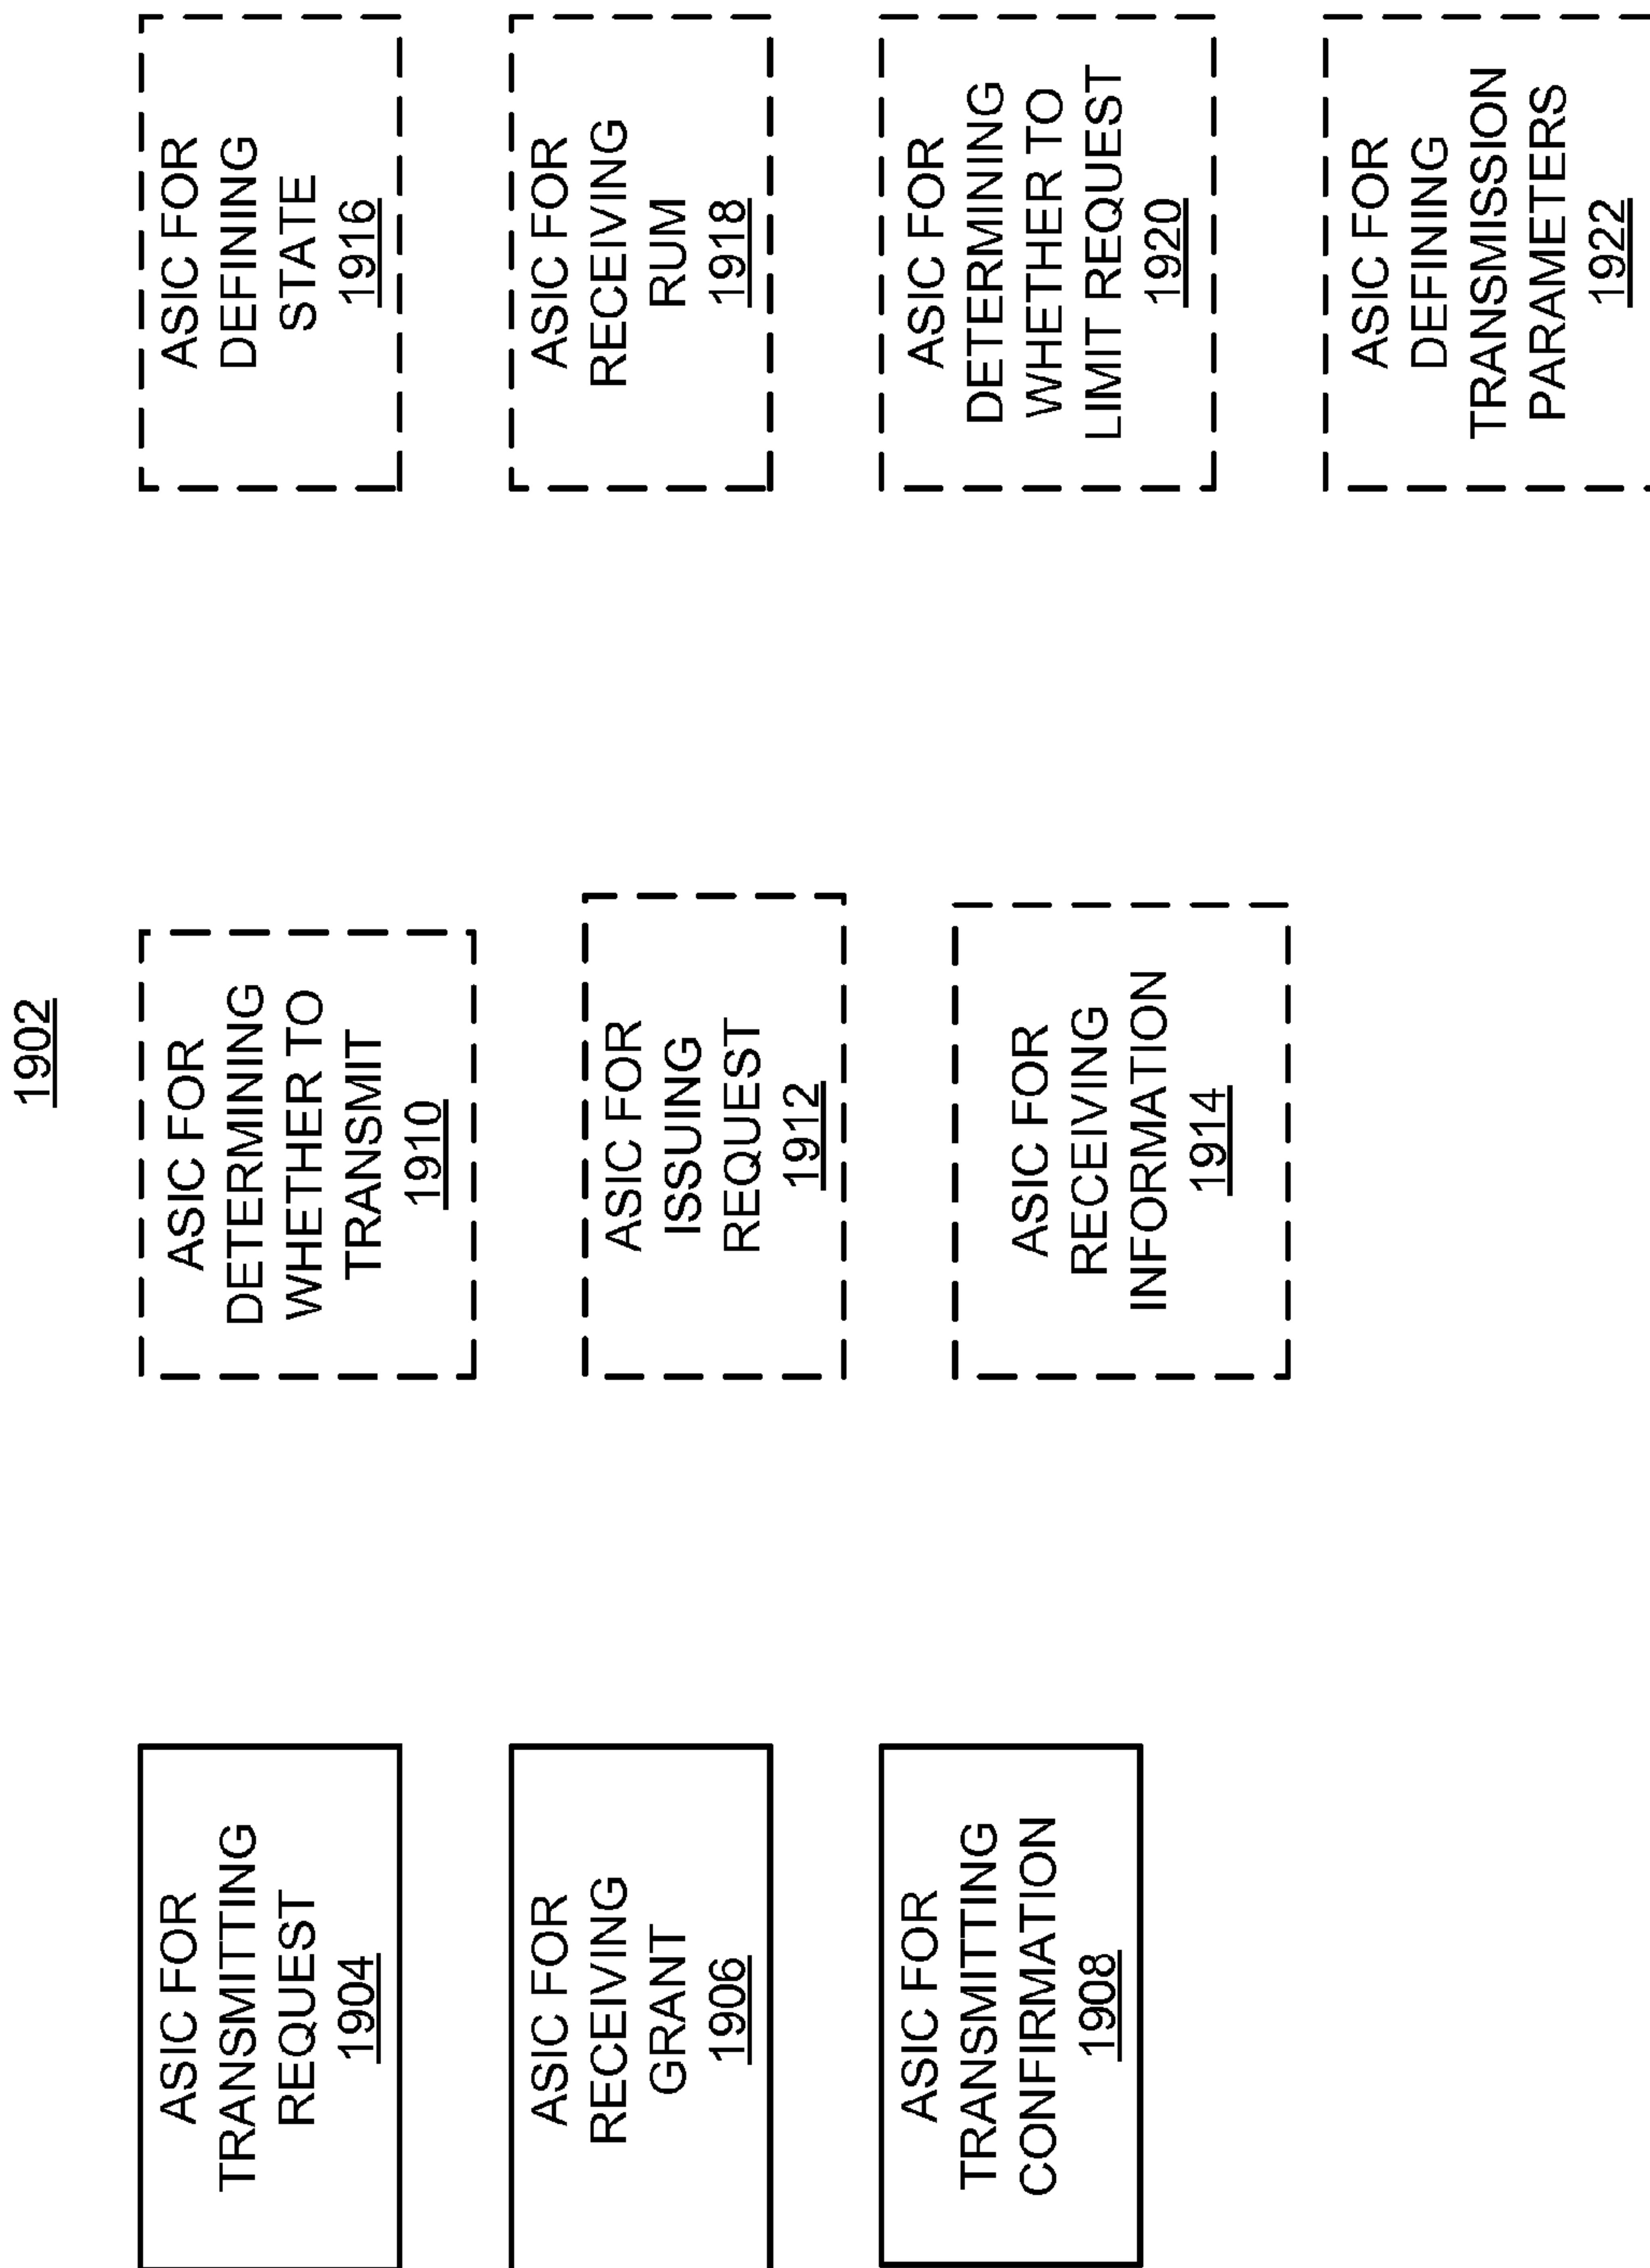 1902
ASIC FOR
TRANSMITTING
REQUEST
1904
ASIC FOR
RECEIVING
GRANT
1906
ASIC FOR
TRANSMITTING
CONFIRMATION
1908
ASIC FOR
DETERMINING
WHETHER TO
TRANSMIT
1910
ASIC FOR
ISSUING
REQUEST
1912
ASIC FOR
RECEIVING
INFORMATION
1914
ASIC FOR
DEFINING
STATE
1916
ASIC FOR
RECEIVING
RUM
1918
ASIC FOR
DETERMINING
WHETHER TO
LIMIT REQUEST
1920
ASIC FOR
DEFINING
TRANSMISSION
PARAMETERS
1922